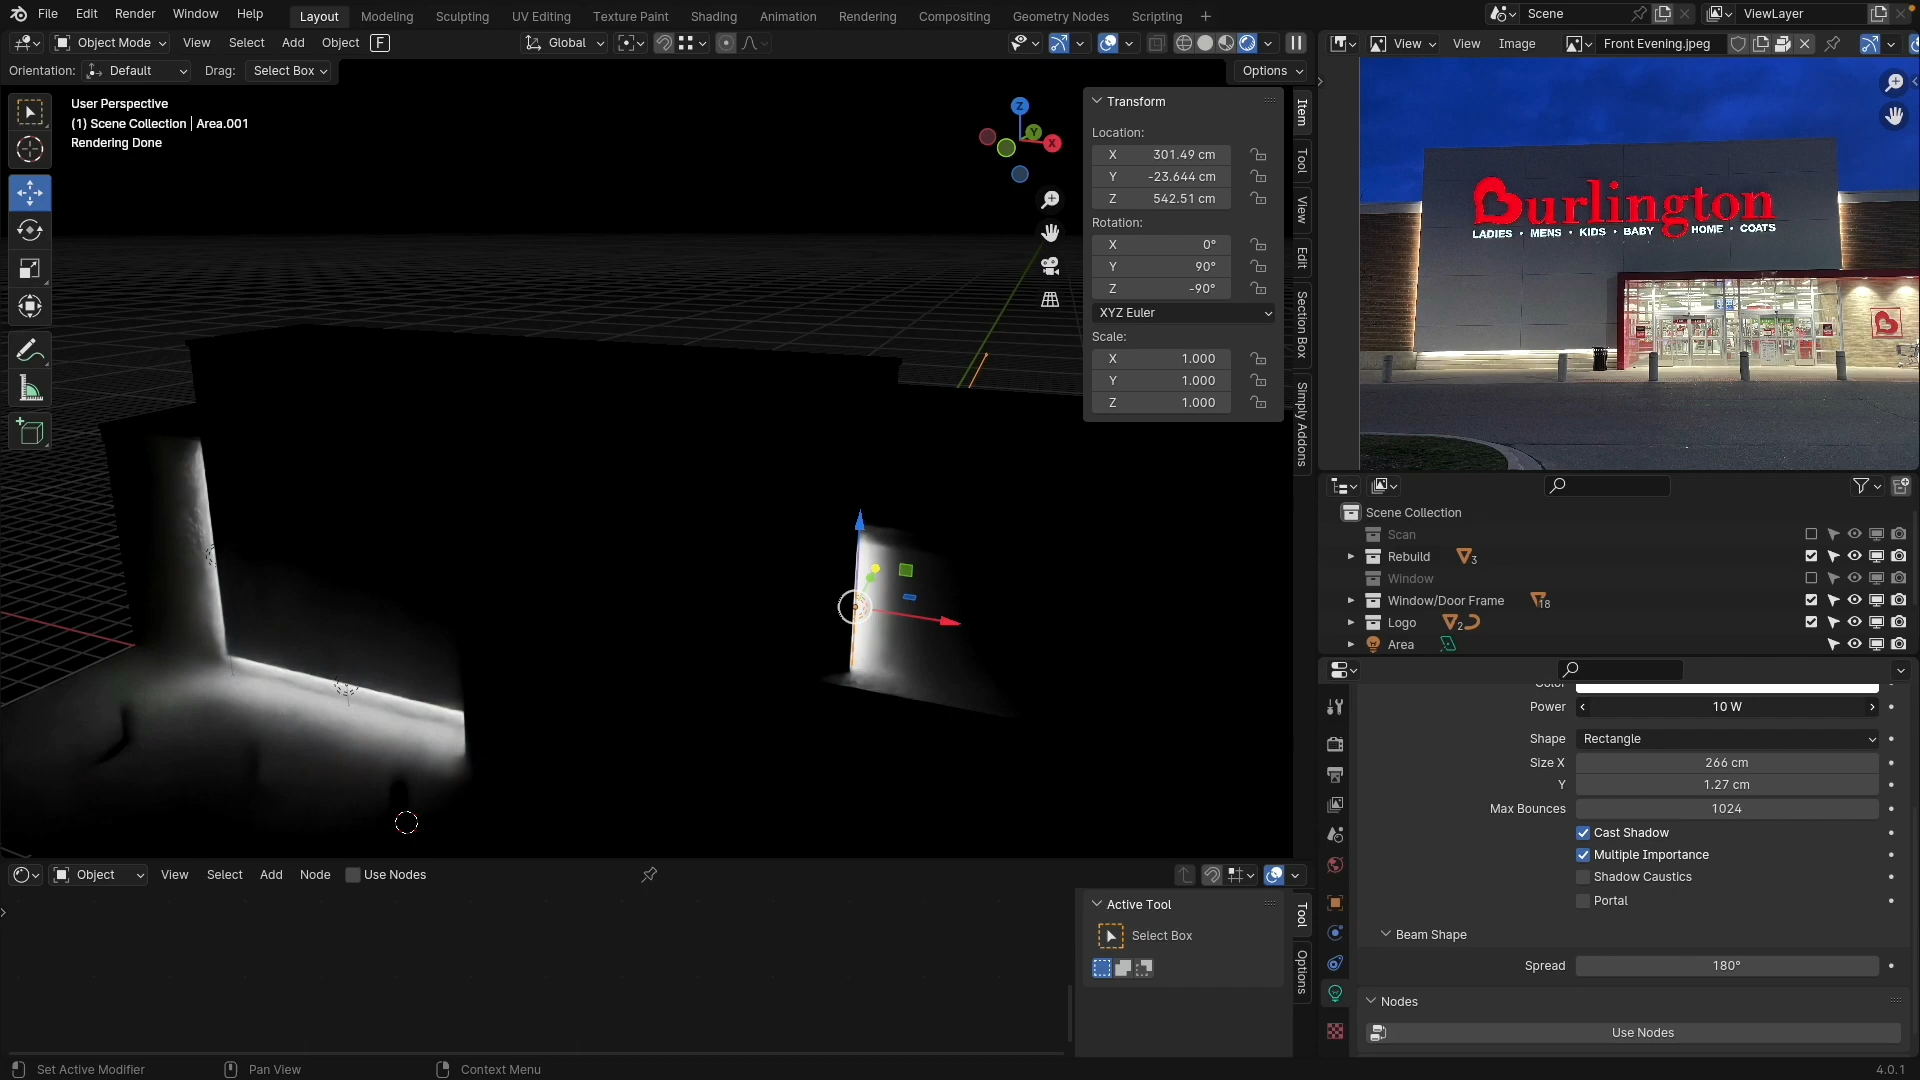 File Edit Render Window Help Layout Modeling Sculpting UV Editing Texture Paint Shading Animation Rendering Compositing Geometry Nodes Scripting + Scene ViewLayer
Object Mode View Select Add Object F Global View View Image Front Evening.jpeg
Orientation: Default Drag: Select Box Options
User Perspective
(1) Scene Collection | Area.001
Rendering Done
Z
Y
X
Transform
Location:
X 301.49 cm
Y -23.644 cm
Z 542.51 cm
Rotation:
X 0°
Y 90°
Z -90°
XYZ Euler
Scale:
X 1.000
Y 1.000
Z 1.000
Item
Tool
View
Edit
Section Box
Simply Addons
Burlington
LADIES • MENS • KIDS • BABY HOME • COATS
Scene Collection
Scan
Rebuild 3
Window
Window/Door Frame 18
Logo 2
Area
Power 10 W
Shape Rectangle
Size X 266 cm
Y 1.27 cm
Max Bounces 1024
Cast Shadow
Multiple Importance
Shadow Caustics
Portal
Beam Shape
Spread 180°
Nodes
Use Nodes
Object View Select Add Node Use Nodes
Active Tool
Select Box
Tool
Options
Set Active Modifier Pan View Context Menu 4.0.1